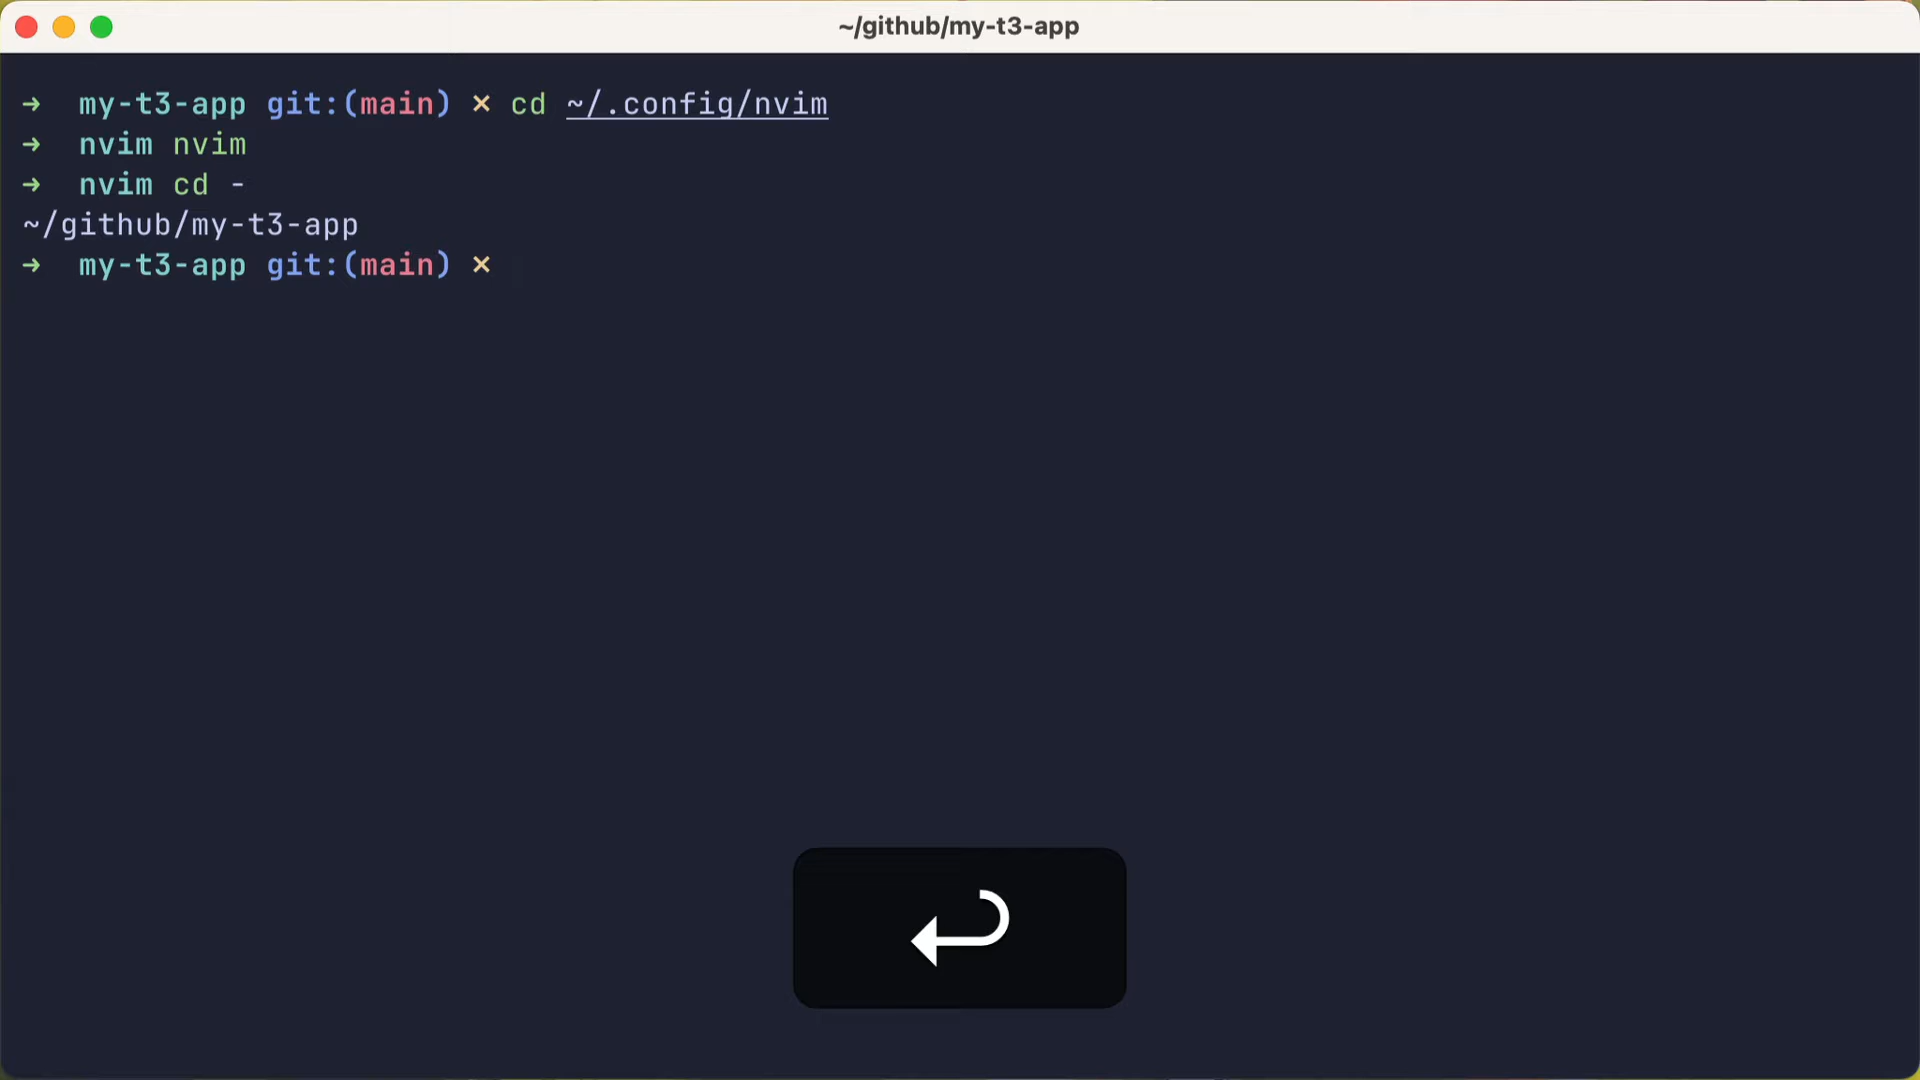 ~/github/my-t3-app
➜ my-t3-app git:(main) ✗ cd ~/.config/nvim
➜ nvim nvim
➜ nvim cd -
~/github/my-t3-app
➜ my-t3-app git:(main) ✗